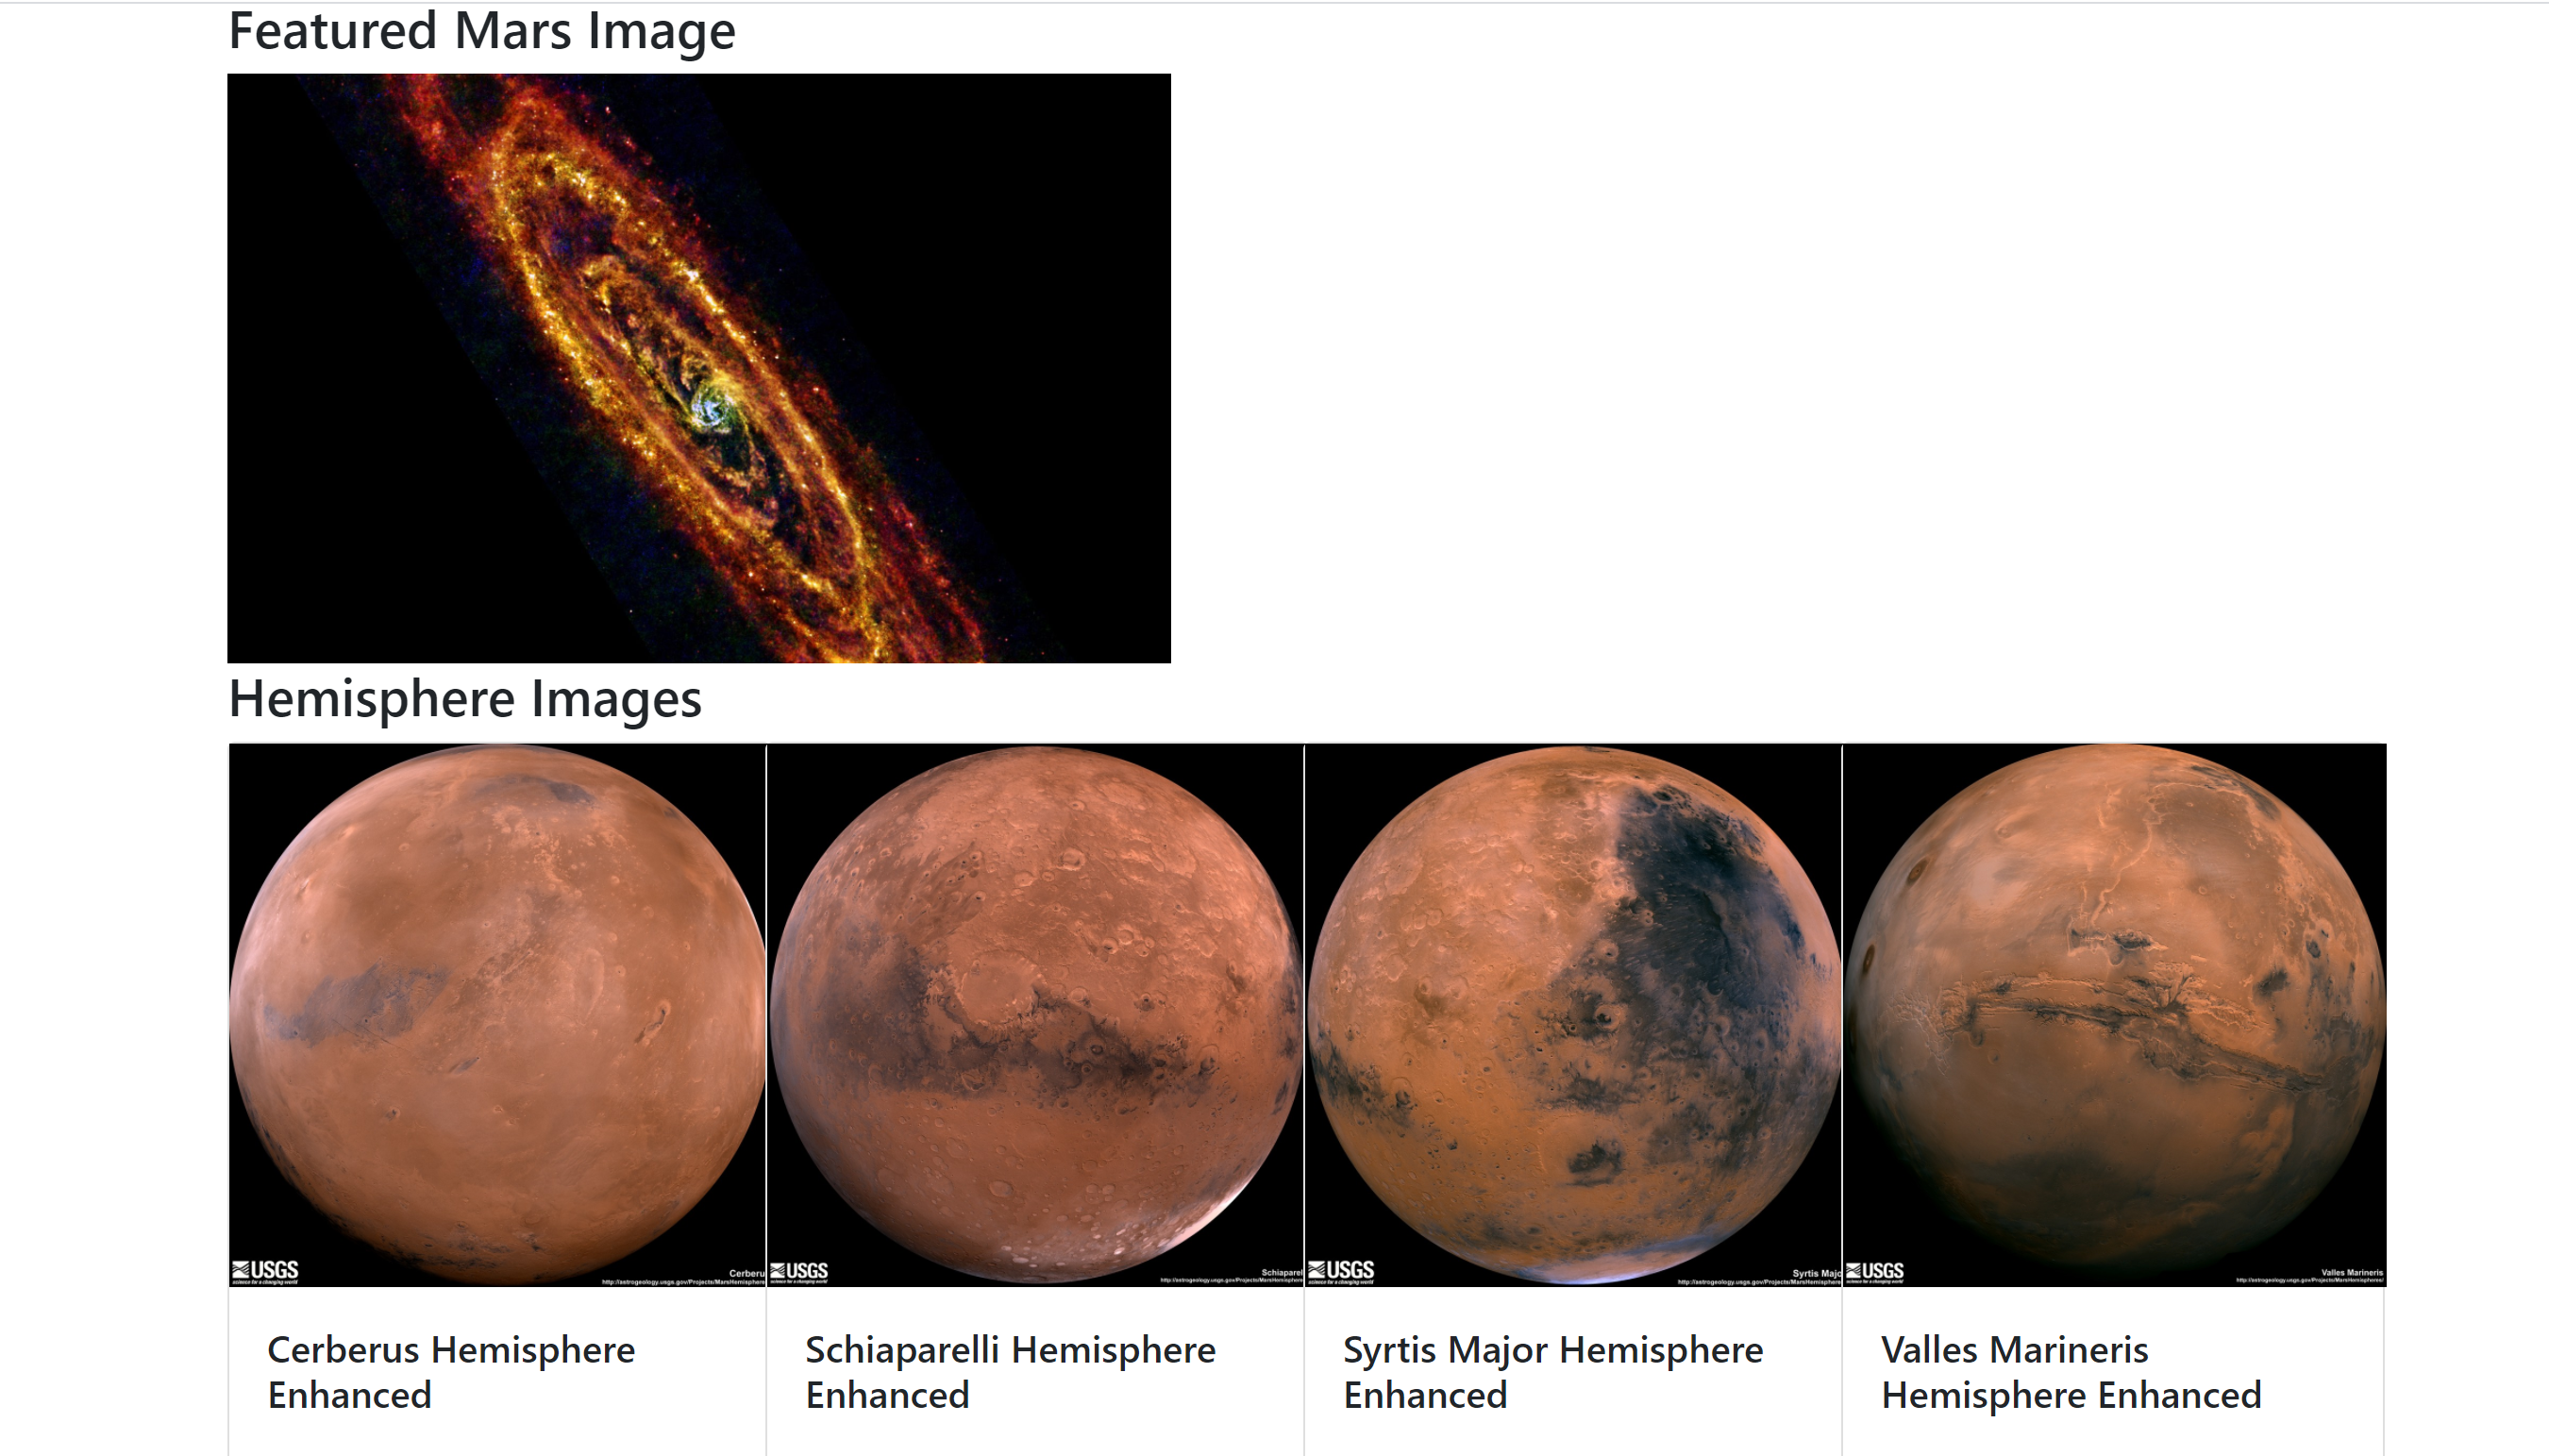 Featured Mars Image
Hemisphere Images
USGS
science for a changing world
Cerberu
http://astrogeology.usgs.gov/Projects/MarsHemisphere
USGS
science for a changing world
Schiaparel
http://astrogeology.usgs.gov/Projects/MarsHemisphere
USGS
science for a changing world
Syrtis Majo
http://astrogeology.usgs.gov/Projects/MarsHemisphere
USGS
science for a changing world
Valles Marineris
http://astrogeology.usgs.gov/Projects/MarsHemispheres/
Cerberus Hemisphere
Enhanced
Schiaparelli Hemisphere
Enhanced
Syrtis Major Hemisphere
Enhanced
Valles Marineris
Hemisphere Enhanced